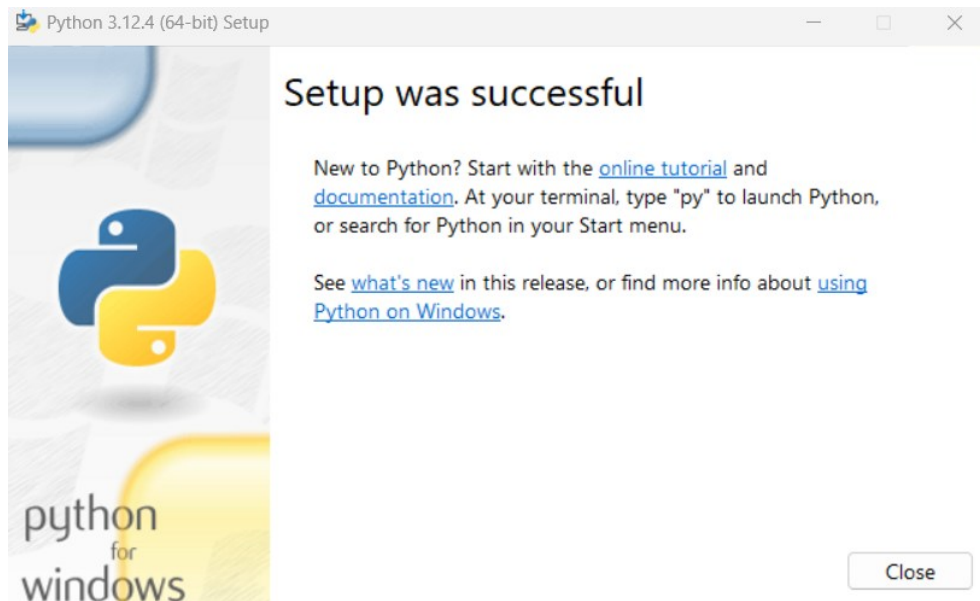 Python 3.12.4 (64-bit) Setup
Setup was successful
New to Python? Start with the online tutorial and
documentation. At your terminal, type "py" to launch Python,
or search for Python in your Start menu.
See what's new in this release, or find more info about using
Python on Windows.
python
for
windows
Close